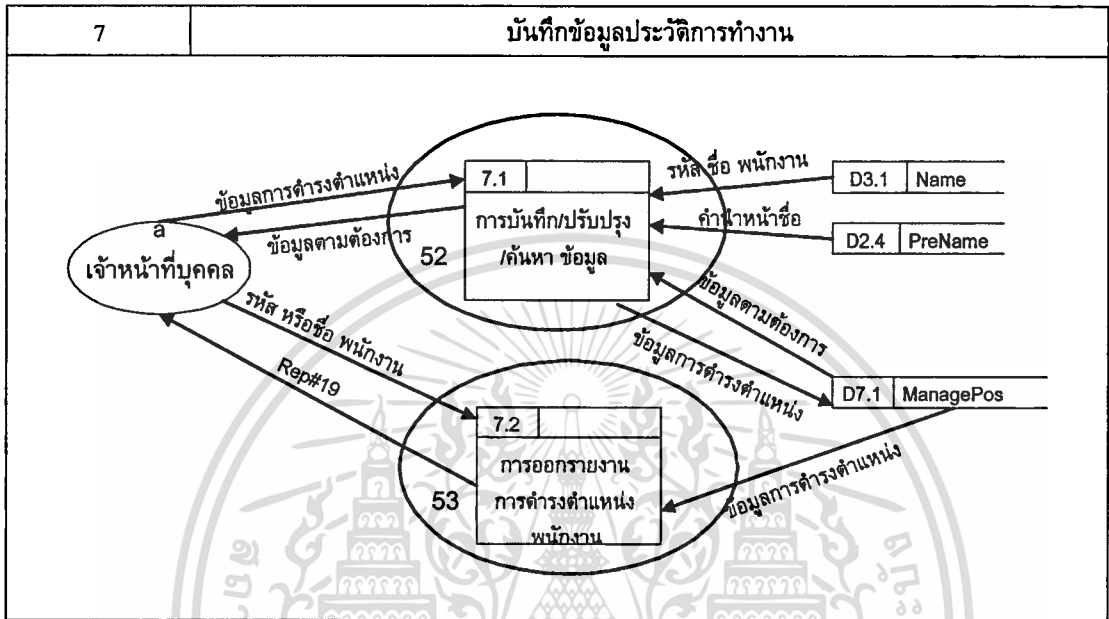 7
บันทึกข้อมูลประวัติการทำงาน
ข้อมูลการดำรงตำแหน่ง
7.1
รหัส ชื่อ พนักงาน
D3.1 Name
a
เจ้าหน้าที่บุคคล
ข้อมูลตามต้องการ
52
การบันทึก/ปรับปรุง
/ค้นหา ข้อมูล
คำนำหน้าชื่อ
D2.4 PreName
ข้อมูลตามต้องการ
ข้อมูลการดำรงตำแหน่ง
D7.1 ManagePos
รหัส หรือชื่อ พนักงาน
Rep#19
7.2
53
การออกรายงาน
การดำรงตำแหน่ง
พนักงาน
ข้อมูลการดำรงตำแหน่ง